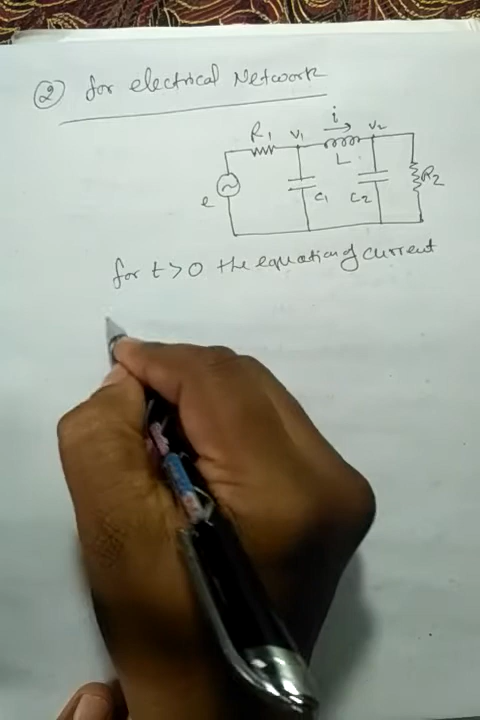 ② for electrical Network
R1 V1 i V2
L
e C1 C2 R2
for t > 0 the equation of current